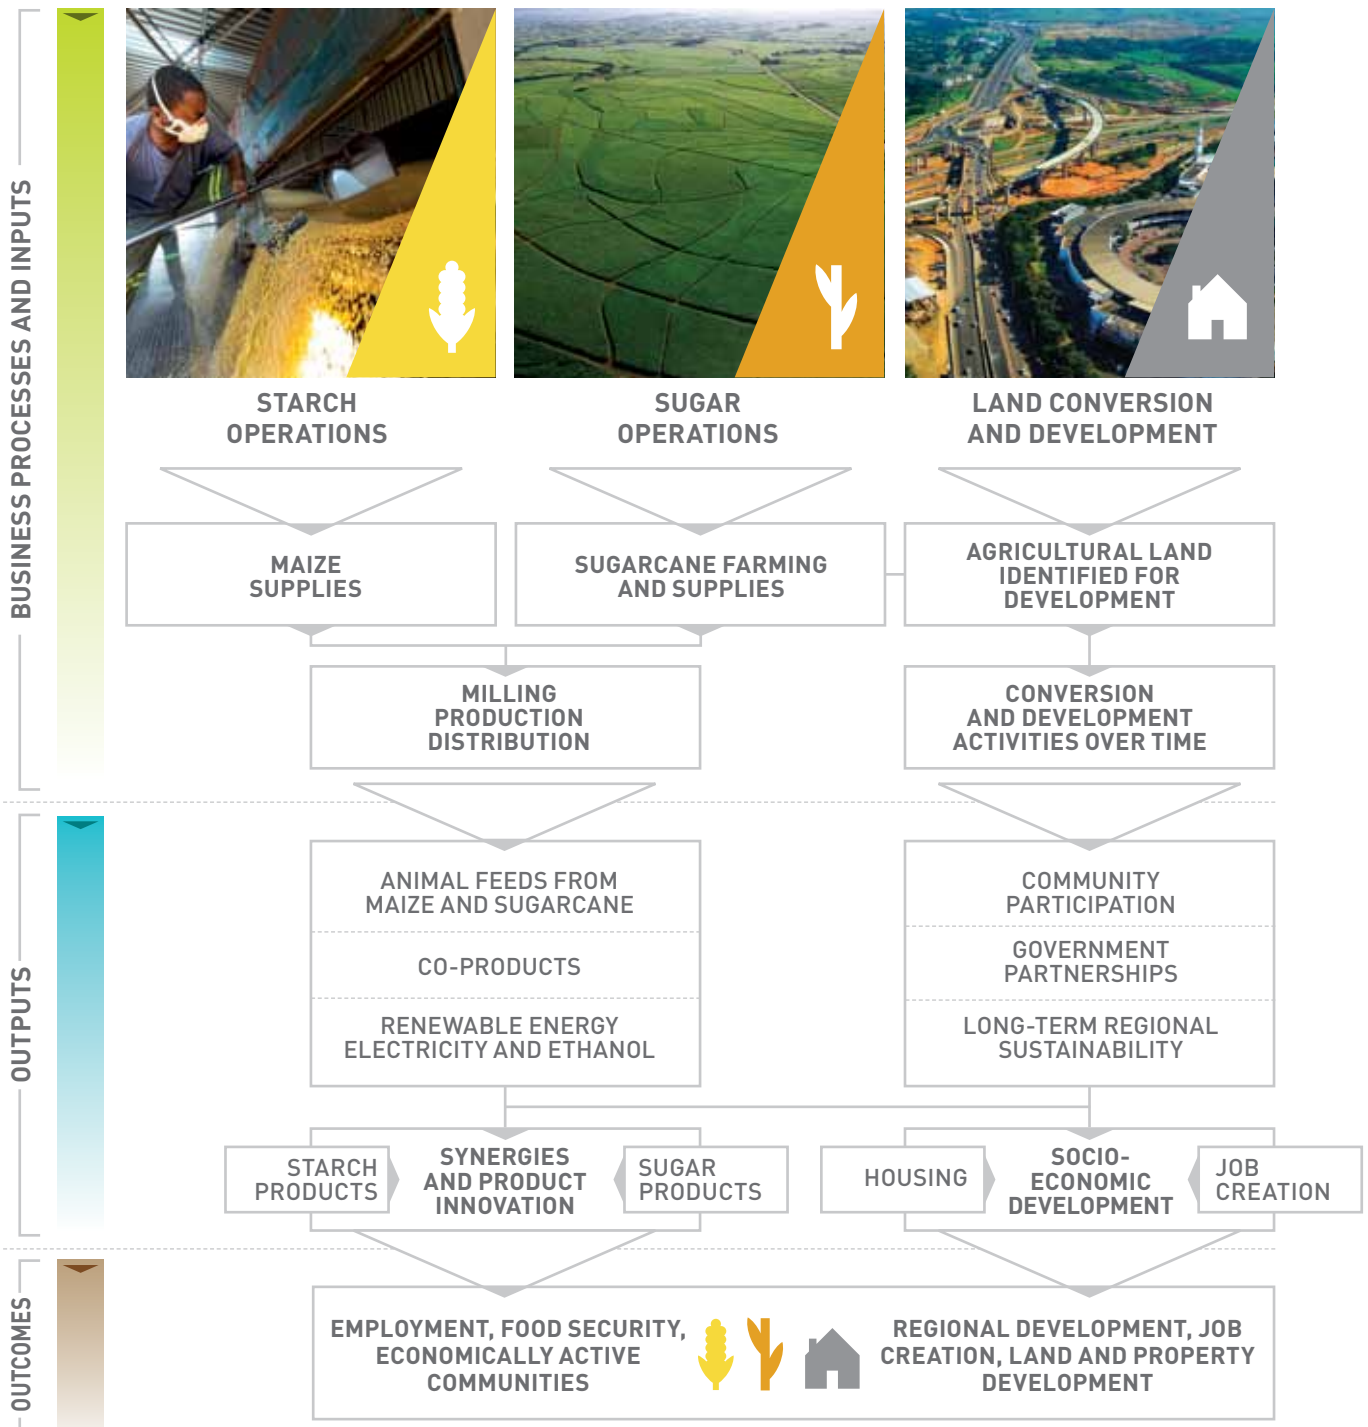 BUSINESS PROCESSES AND INPUTS
STARCH
OPERATIONS
SUGAR
OPERATIONS
LAND CONVERSION
AND DEVELOPMENT
MAIZE
SUPPLIES
SUGARCANE FARMING
AND SUPPLIES
AGRICULTURAL LAND
IDENTIFIED FOR
DEVELOPMENT
MILLING
PRODUCTION
DISTRIBUTION
CONVERSION
AND DEVELOPMENT
ACTIVITIES OVER TIME
OUTPUTS
ANIMAL FEEDS FROM
MAIZE AND SUGARCANE
CO-PRODUCTS
RENEWABLE ENERGY
ELECTRICITY AND ETHANOL
COMMUNITY
PARTICIPATION
GOVERNMENT
PARTNERSHIPS
LONG-TERM REGIONAL
SUSTAINABILITY
STARCH
PRODUCTS
SYNERGIES
AND PRODUCT
INNOVATION
SUGAR
PRODUCTS
HOUSING
SOCIO-
ECONOMIC
DEVELOPMENT
JOB
CREATION
OUTCOMES
EMPLOYMENT, FOOD SECURITY,
ECONOMICALLY ACTIVE
COMMUNITIES
REGIONAL DEVELOPMENT, JOB
CREATION, LAND AND PROPERTY
DEVELOPMENT